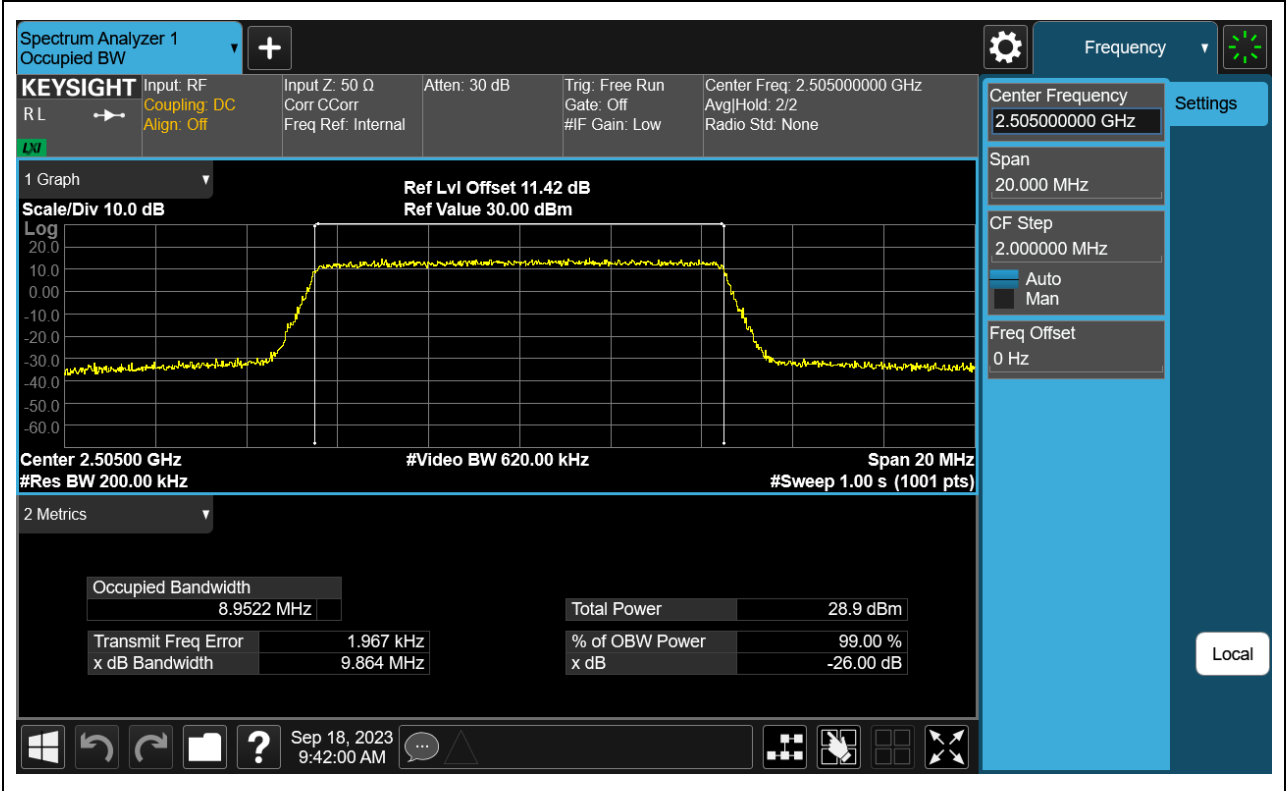 Spectrum Analyzer 1
Occupied BW
Frequency
KEYSIGHT
R L
LXI
Input: RF
Coupling: DC
Align: Off
Input Z: 50 Ω
Corr CCorr
Freq Ref: Internal
Atten: 30 dB
Trig: Free Run
Gate: Off
#IF Gain: Low
Center Freq: 2.505000000 GHz
Avg|Hold: 2/2
Radio Std: None
Center Frequency
2.505000000 GHz
Settings
Span
20.000 MHz
CF Step
2.000000 MHz
Auto
Man
Freq Offset
0 Hz
Local
1 Graph
Scale/Div 10.0 dB
Ref Lvl Offset 11.42 dB
Ref Value 30.00 dBm
Log
20.0
10.0
0.00
-10.0
-20.0
-30.0
-40.0
-50.0
-60.0
Center 2.50500 GHz
#Video BW 620.00 kHz
Span 20 MHz
#Res BW 200.00 kHz
#Sweep 1.00 s (1001 pts)
2 Metrics
Occupied Bandwidth
8.9522 MHz
Total Power 28.9 dBm
Transmit Freq Error 1.967 kHz
% of OBW Power 99.00 %
x dB Bandwidth 9.864 MHz
x dB -26.00 dB
Sep 18, 2023
9:42:00 AM